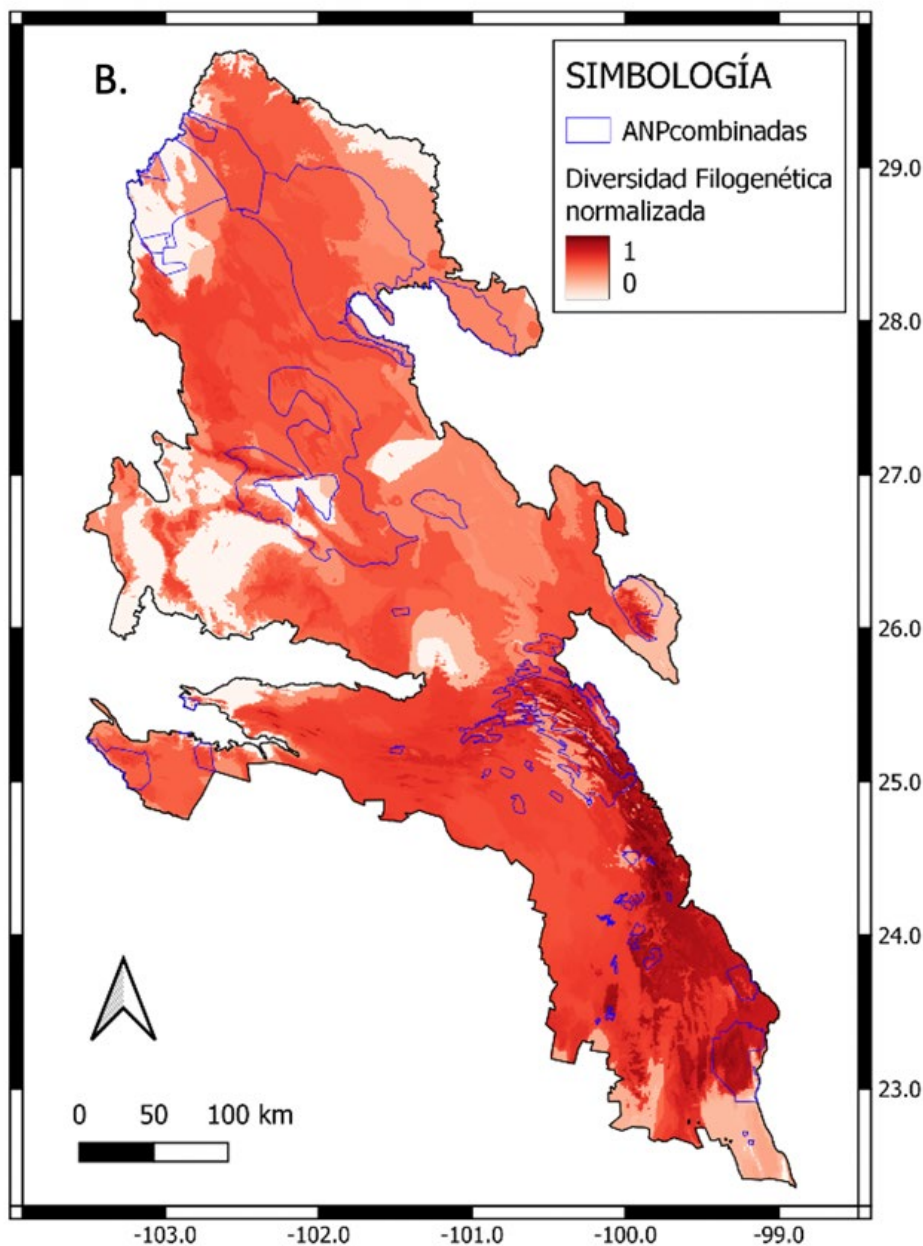 B.
SIMBOLOGÍA
ANPcombinadas
Diversidad Filogenética
normalizada
1
0
29.0
28.0
27.0
26.0
25.0
24.0
23.0
0 50 100 km
-103.0 -102.0 -101.0 -100.0 -99.0